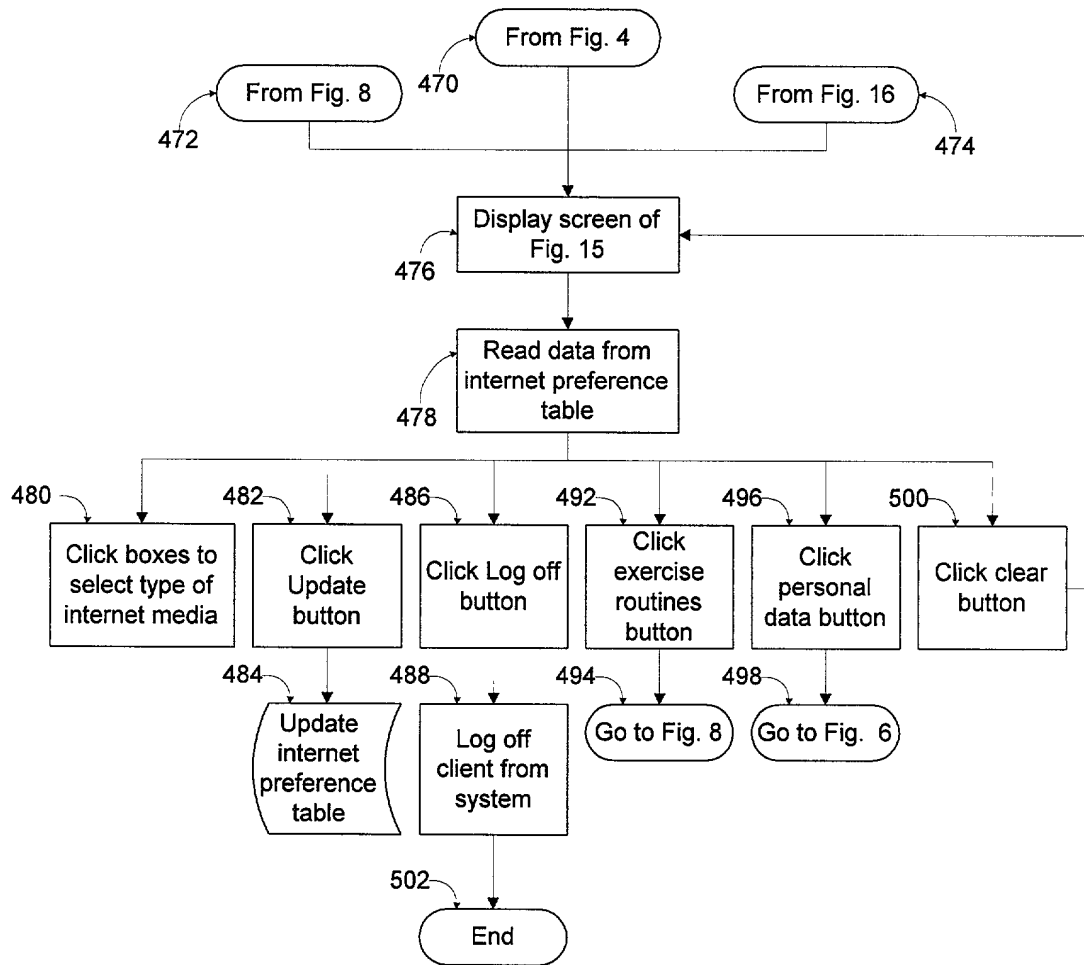 From Fig. 4
470
From Fig. 8
472
From Fig. 16
474
Display screen of
Fig. 15
476
Read data from
internet preference
table
478
480
482
486
492
496
500
Click boxes to
select type of
internet media
Click
Update
button
Click Log off
button
Click
exercise
routines
button
Click
personal
data button
Click clear
button
484
488
494
498
Update
internet
preference
table
Log off
client from
system
Go to Fig. 8
Go to Fig. 6
502
End